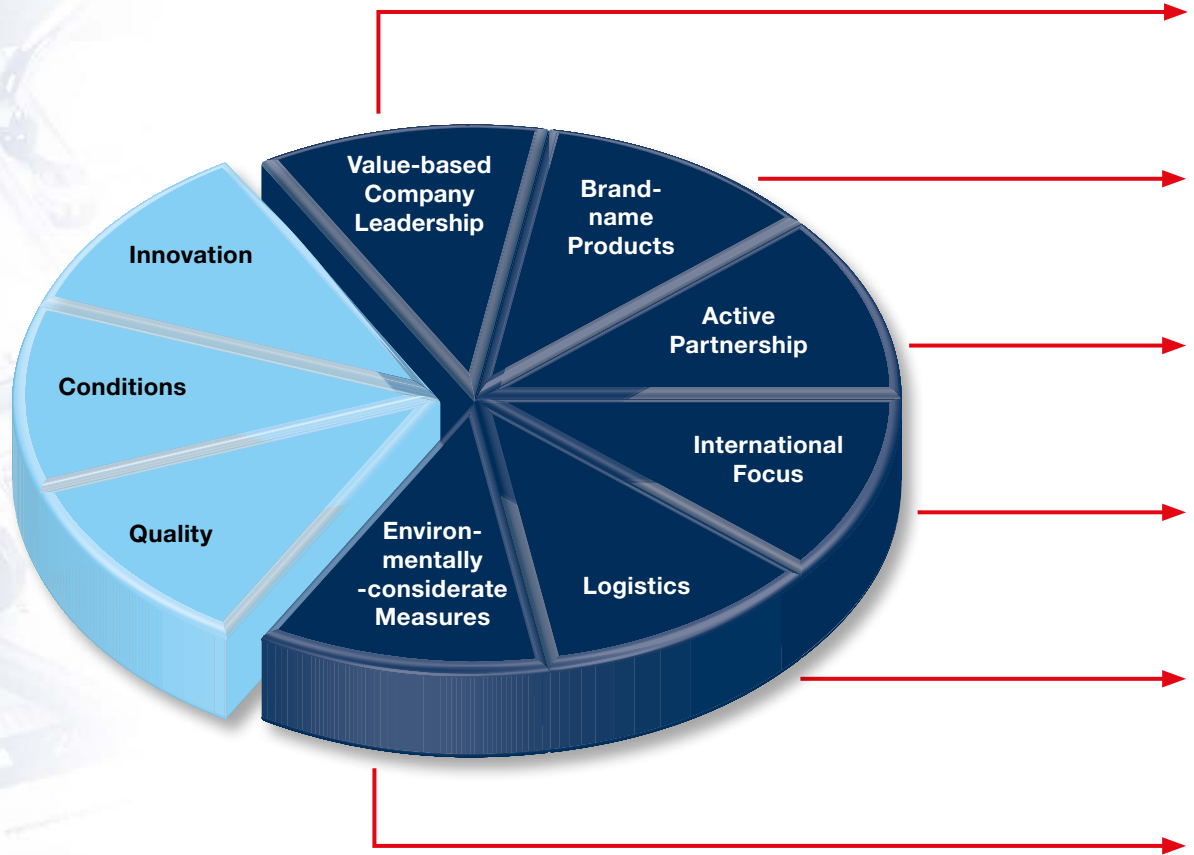 Value-based
Company
Leadership
Brand-
name
Products
Active
Partnership
International
Focus
Logistics
Environ-
mentally
-considerate
Measures
Quality
Conditions
Innovation